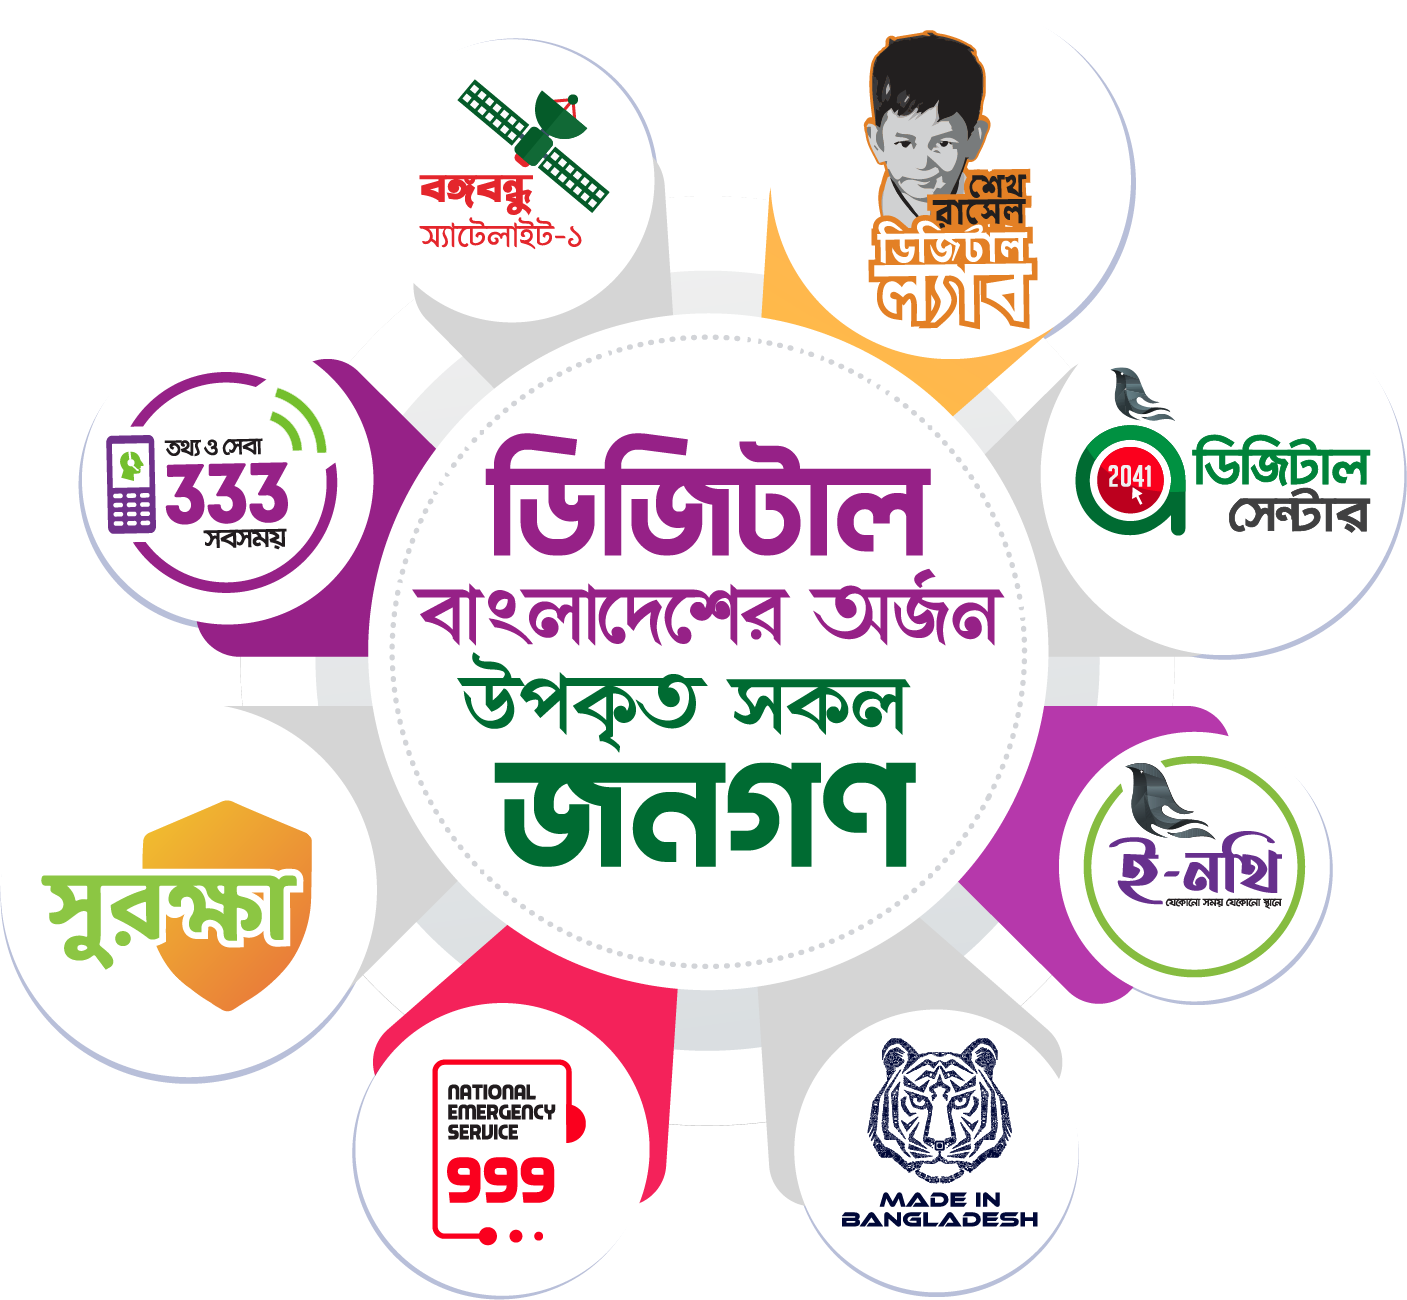 বঙ্গবন্ধু
স্যাটেলাইট-১
শেখ
রাসেল
ডিজিটাল
ল্যাব
তথ্য ও সেবা
333
সবসময়
2041
ডিজিটাল
সেন্টার
ডিজিটাল
বাংলাদেশের অর্জন
উপকৃত সকল
জনগণ
সুরক্ষা
ই-নথি
যেকোনো সময় যেকোনো স্থানে
NATIONAL
EMERGENCY
SERVICE
999
MADE IN
BANGLADESH